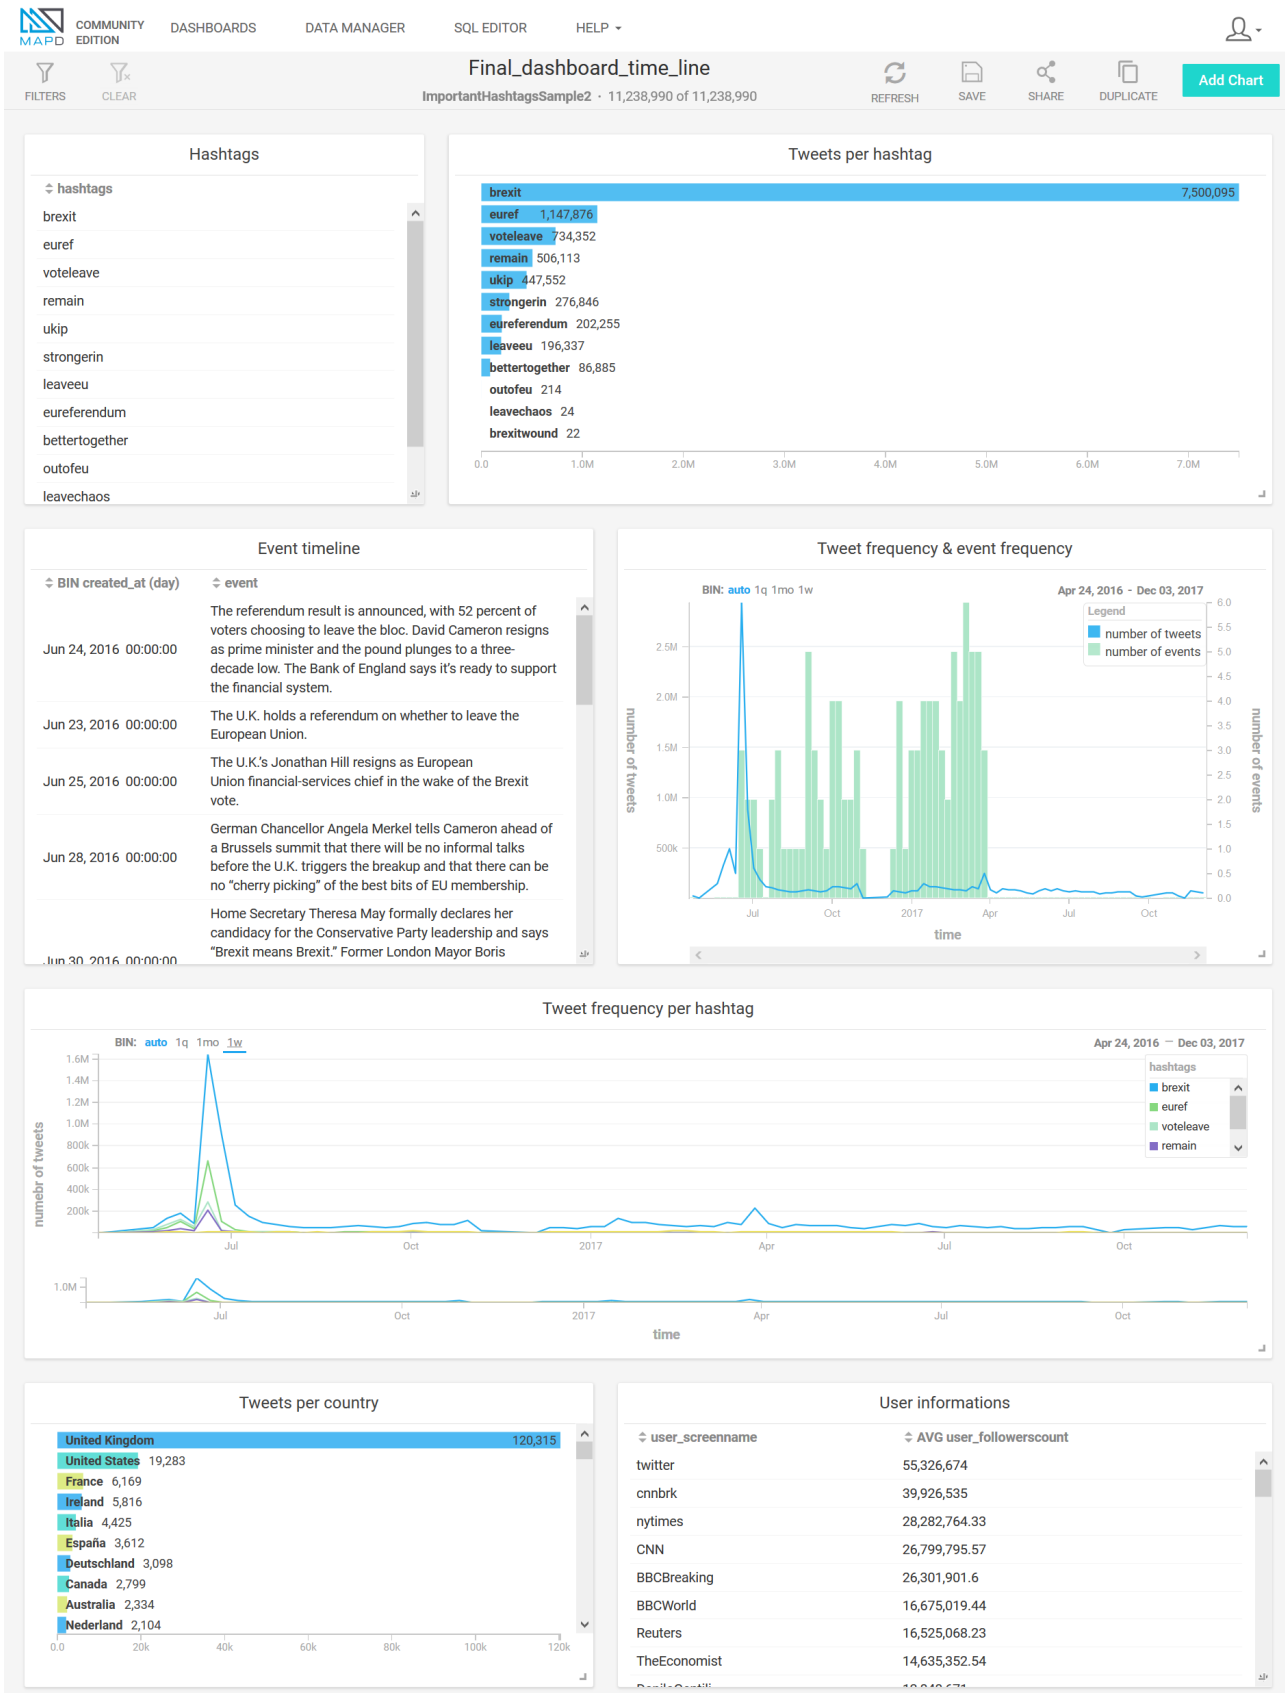 MAPD COMMUNITY EDITION DASHBOARDS DATA MANAGER SQL EDITOR HELP
FILTERS CLEAR Final_dashboard_time_line REFRESH SAVE SHARE DUPLICATE Add Chart
ImportantHashtagsSample2 · 11,238,990 of 11,238,990
Hashtags
hashtags
brexit
euref
voteleave
remain
ukip
strongerin
leaveeu
eureferendum
bettertogether
outofeu
leavechaos
Tweets per hashtag
brexit 7,500,095
euref 1,147,876
voteleave 734,352
remain 506,113
ukip 447,552
strongerin 276,846
eureferendum 202,255
leaveeu 196,337
bettertogether 86,885
outofeu 214
leavechaos 24
brexitwound 22
0.0 1.0M 2.0M 3.0M 4.0M 5.0M 6.0M 7.0M
Event timeline
BIN created_at (day) event
Jun 24, 2016 00:00:00
The referendum result is announced, with 52 percent of
voters choosing to leave the bloc. David Cameron resigns
as prime minister and the pound plunges to a three-
decade low. The Bank of England says it's ready to support
the financial system.
Jun 23, 2016 00:00:00
The U.K. holds a referendum on whether to leave the
European Union.
Jun 25, 2016 00:00:00
The U.K.'s Jonathan Hill resigns as European
Union financial-services chief in the wake of the Brexit
vote.
Jun 28, 2016 00:00:00
German Chancellor Angela Merkel tells Cameron ahead of
a Brussels summit that there will be no informal talks
before the U.K. triggers the breakup and that there can be
no “cherry picking” of the best bits of EU membership.
Jun 30, 2016 00:00:00
Home Secretary Theresa May formally declares her
candidacy for the Conservative Party leadership and says
“Brexit means Brexit.” Former London Mayor Boris
Tweet frequency & event frequency
BIN: auto 1q 1mo 1w
Apr 24, 2016 - Dec 03, 2017
Legend
number of tweets
number of events
2.5M
2.0M
1.5M
1.0M
500k
number of tweets
6.0
5.5
5.0
4.5
4.0
3.5
3.0
2.5
2.0
1.5
1.0
0.5
0.0
number of events
Jul Oct 2017 Apr Jul Oct
time
Tweet frequency per hashtag
BIN: auto 1q 1mo 1w
Apr 24, 2016 — Dec 03, 2017
hashtags
brexit
euref
voteleave
remain
1.6M
1.4M
1.2M
1.0M
800k
600k
400k
200k
numebr of tweets
Jul Oct 2017 Apr Jul Oct
1.0M
Jul Oct 2017 Apr Jul Oct
time
Tweets per country
United Kingdom 120,315
United States 19,283
France 6,169
Ireland 5,816
Italia 4,425
España 3,612
Deutschland 3,098
Canada 2,799
Australia 2,334
Nederland 2,104
0.0 20k 40k 60k 80k 100k 120k
User informations
user_screenname AVG user_followerscount
twitter 55,326,674
cnnbrk 39,926,535
nytimes 28,282,764.33
CNN 26,799,795.57
BBCBreaking 26,301,901.6
BBCWorld 16,675,019.44
Reuters 16,525,068.23
TheEconomist 14,635,352.54